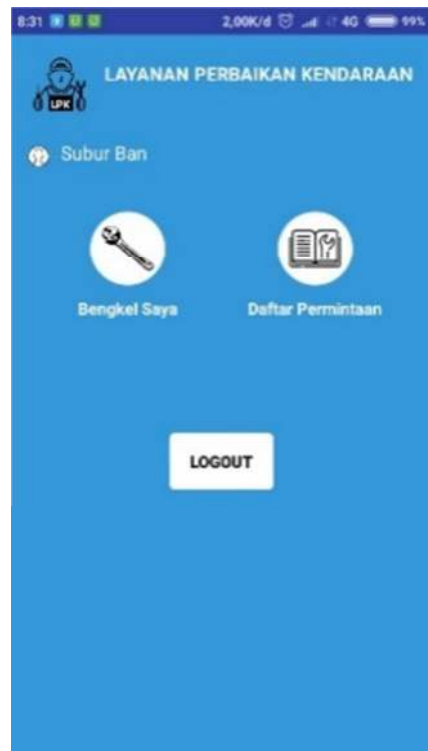 8:31 2,00K/d 4G 99%
LAYANAN PERBAIKAN KENDARAAN
LPK
Subur Ban
Bengkel Saya Daftar Permintaan
LOGOUT